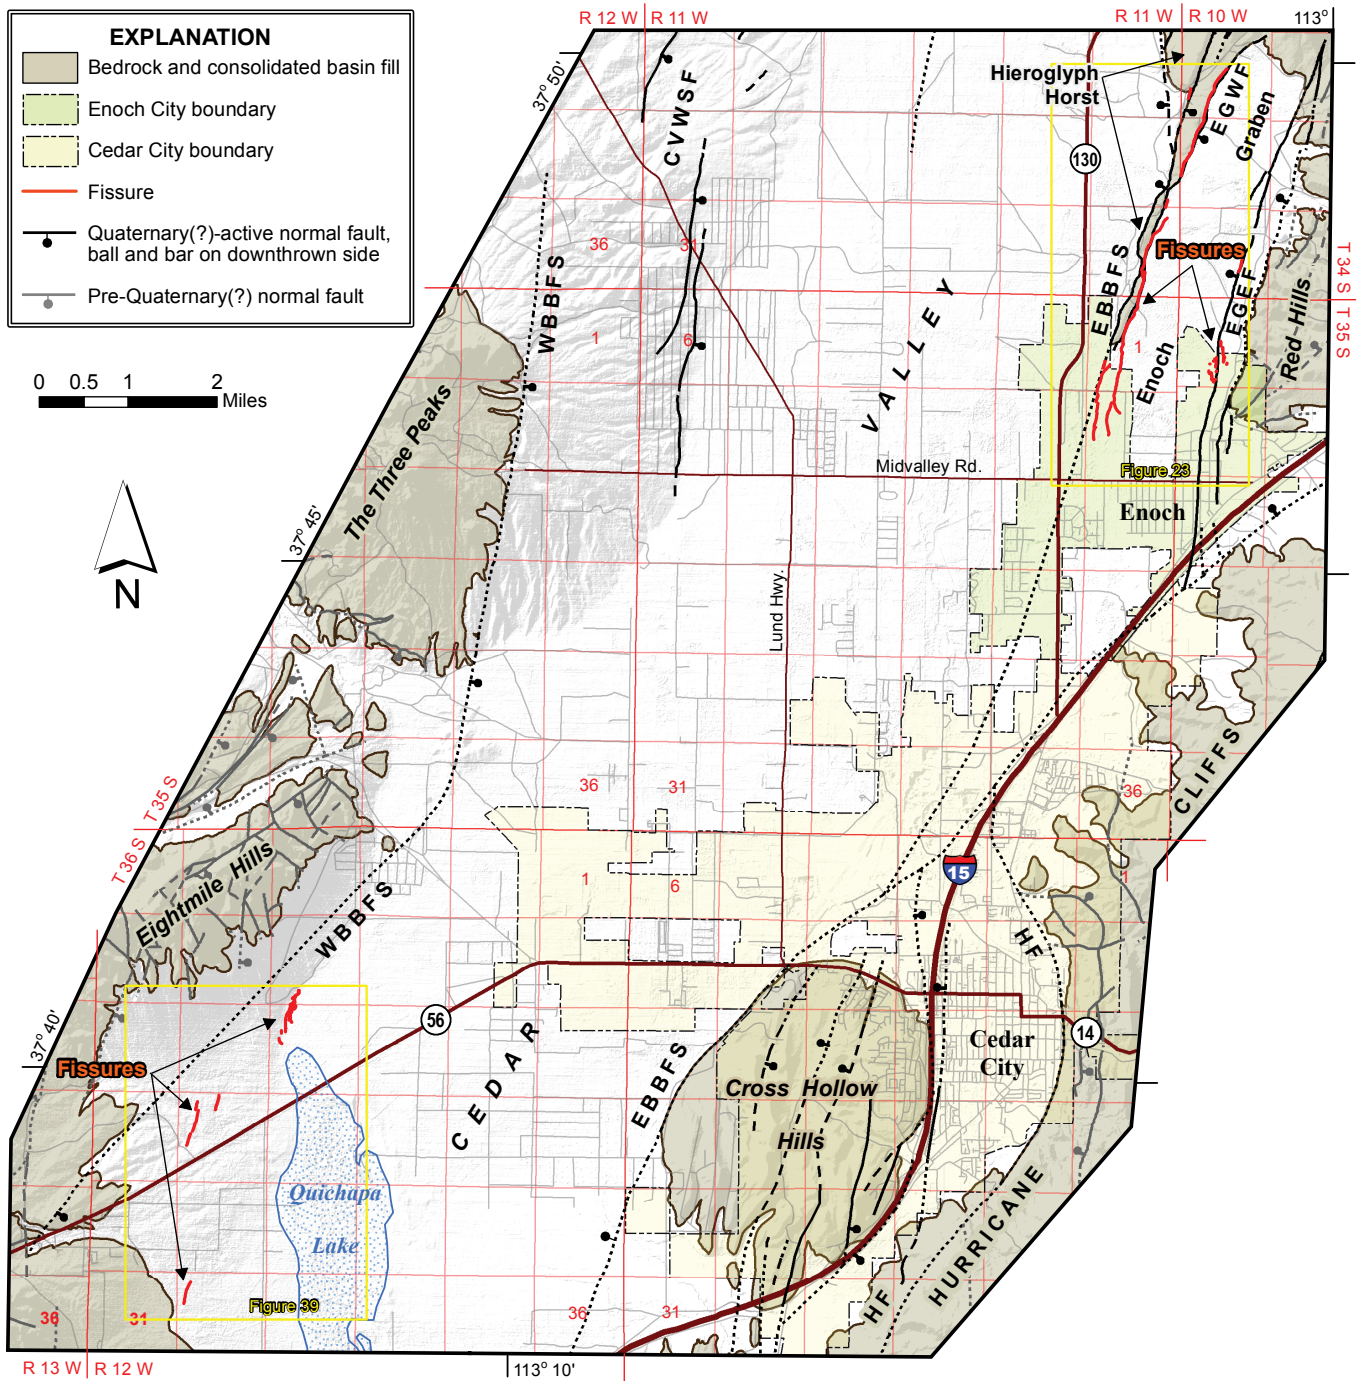 EXPLANATION
Bedrock and consolidated basin fill
Enoch City boundary
Cedar City boundary
Fissure
Quaternary(?)-active normal fault,
ball and bar on downthrown side
Pre-Quaternary(?) normal fault
0 0.5 1 2
Miles
N
R 12 W R 11 W
R 11 W R 10 W
113°
37° 50'
CVWSF
Hieroglyph
Horst
EGWF
Graben
130
36
31
WBBFS
EBBFS
Fissures
EGEF
T 34 S
T 35 S
Red Hills
1
6
1
Enoch
VALLEY
The Three Peaks
Midvalley Rd.
Figure 23
Enoch
37° 45'
Lund Hwy.
T 35 S
T 36 S
36
31
36
CLIFFS
Eightmile Hills
WBBFS
1
6
1
15
HF
37° 40'
Fissures
56
CEDAR
EBBFS
Cedar
City
14
Cross Hollow
Hills
Quichapa
Lake
HURRICANE
HF
Figure 39
36
31
36
31
R 13 W R 12 W
113° 10'